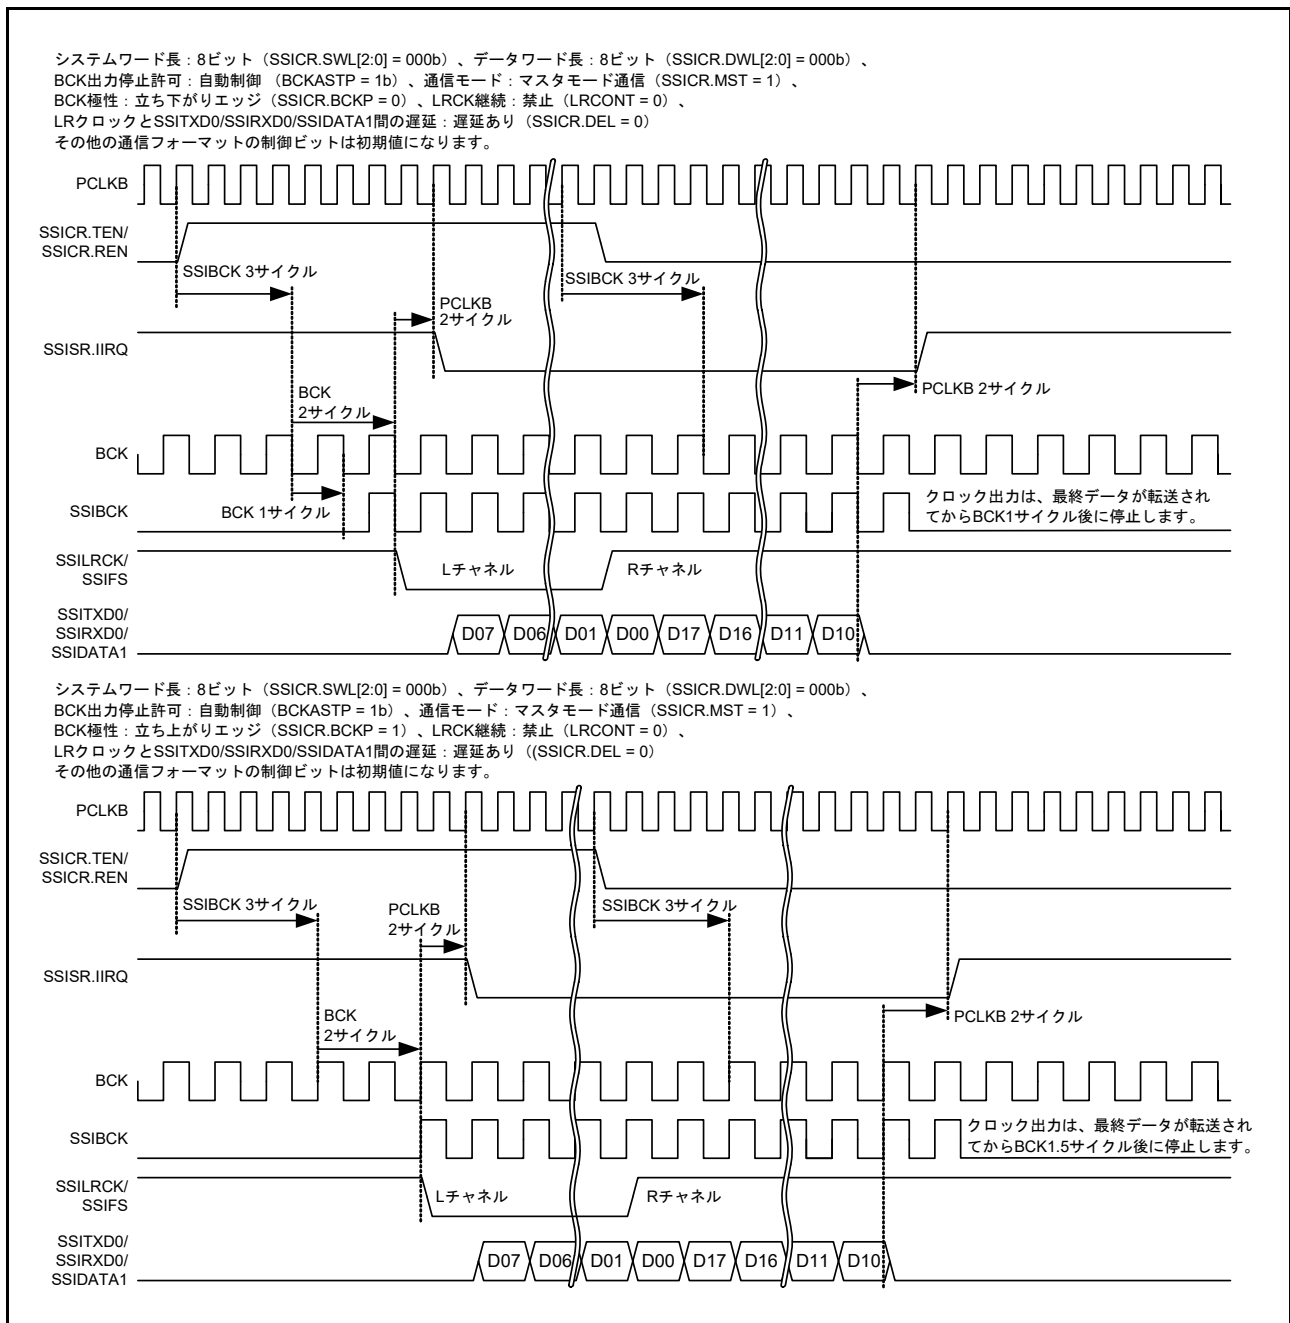 システムワード長：8ビット（SSICR.SWL[2:0] = 000b）、データワード長：8ビット（SSICR.DWL[2:0] = 000b）、
BCK出力停止許可：自動制御 （BCKASTP = 1b）、通信モード：マスタモード通信（SSICR.MST = 1）、
BCK極性：立ち下がりエッジ（SSICR.BCKP = 0）、LRCK継続：禁止（LRCONT = 0）、
LRクロックとSSITXD0/SSIRXD0/SSIDATA1間の遅延：遅延あり（SSICR.DEL = 0）
その他の通信フォーマットの制御ビットは初期値になります。
PCLKB
SSICR.TEN/
SSICR.REN
SSIBCK 3サイクル
SSIBCK 3サイクル
PCLKB
2サイクル
SSISR.IIRQ
PCLKB 2サイクル
BCK
2サイクル
BCK
SSIBCK
BCK 1サイクル
クロック出力は、最終データが転送され
てからBCK1サイクル後に停止します。
SSILRCK/
SSIFS
Lチャネル
Rチャネル
SSITXD0/
SSIRXD0/
SSIDATA1
D07 D06 D01 D00 D17 D16 D11 D10
システムワード長：8ビット（SSICR.SWL[2:0] = 000b）、データワード長：8ビット（SSICR.DWL[2:0] = 000b）、
BCK出力停止許可：自動制御（BCKASTP = 1b）、通信モード：マスタモード通信（SSICR.MST = 1）、
BCK極性：立ち上がりエッジ（SSICR.BCKP = 1）、LRCK継続：禁止（LRCONT = 0）、
LRクロックとSSITXD0/SSIRXD0/SSIDATA1間の遅延：遅延あり（(SSICR.DEL = 0）
その他の通信フォーマットの制御ビットは初期値になります。
PCLKB
SSICR.TEN/
SSICR.REN
SSIBCK 3サイクル
PCLKB
2サイクル
SSIBCK 3サイクル
SSISR.IIRQ
BCK
2サイクル
PCLKB 2サイクル
BCK
SSIBCK
クロック出力は、最終データが転送され
てからBCK1.5サイクル後に停止します。
SSILRCK/
SSIFS
Lチャネル
Rチャネル
SSITXD0/
SSIRXD0/
SSIDATA1
D07 D06 D01 D00 D17 D16 D11 D10